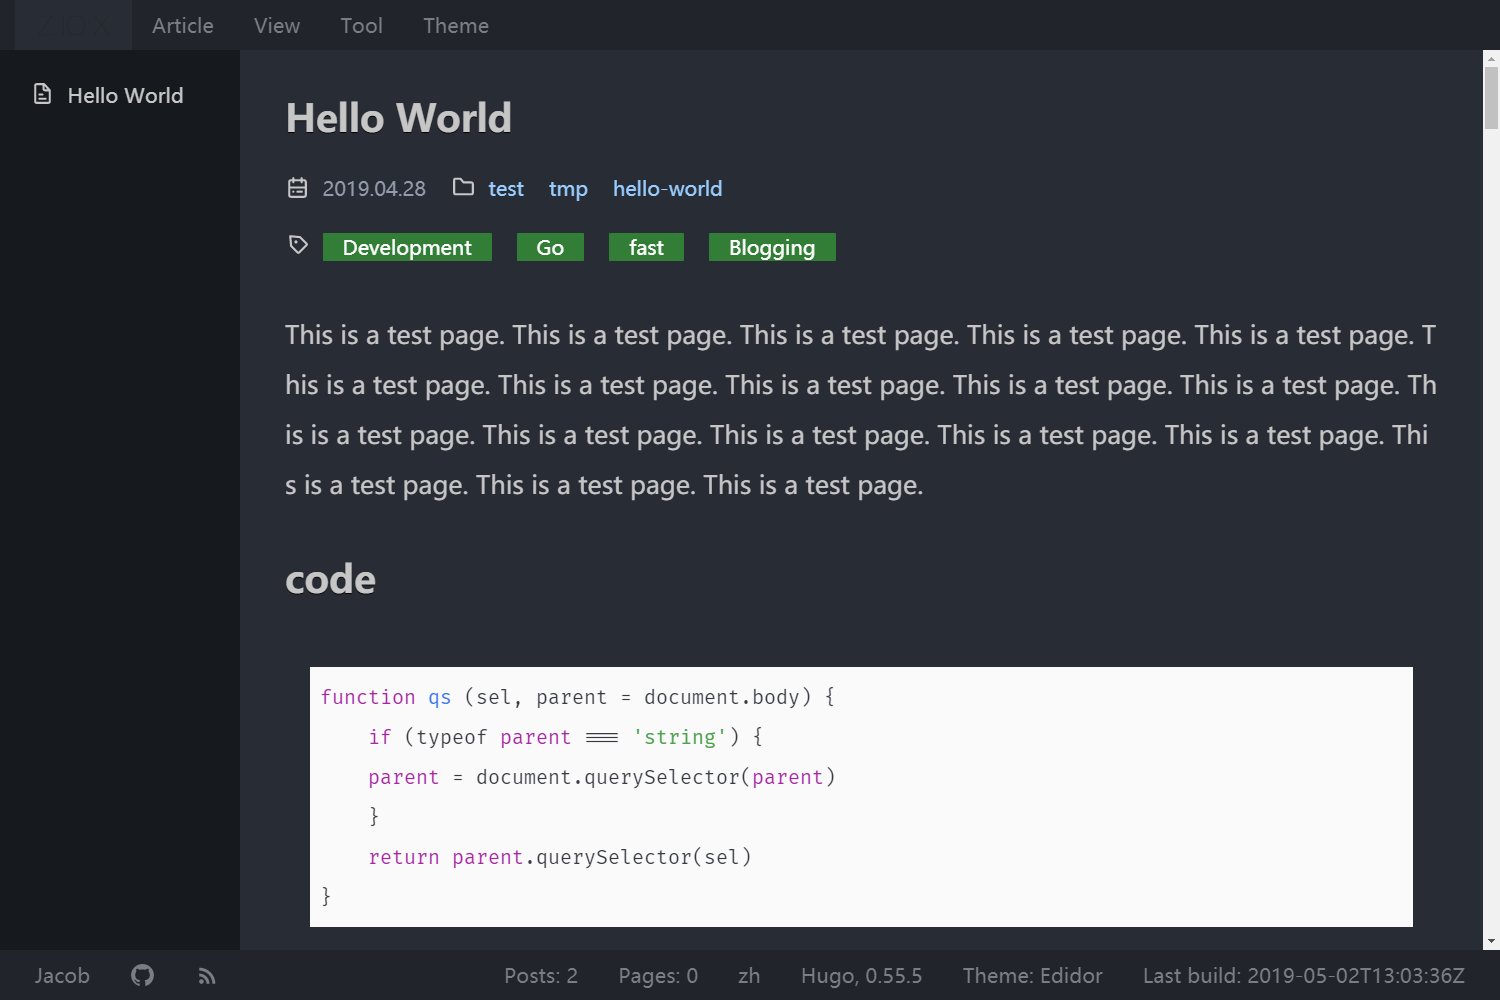 ZIOX Article View Tool Theme
Hello World
Hello World
2019.04.28 test tmp hello-world
Development Go fast Blogging
This is a test page. This is a test page. This is a test page. This is a test page. This is a test page. T
his is a test page. This is a test page. This is a test page. This is a test page. This is a test page. Th
is is a test page. This is a test page. This is a test page. This is a test page. This is a test page. Thi
s is a test page. This is a test page. This is a test page.
code
function qs (sel, parent = document.body) {
    if (typeof parent === 'string') {
    parent = document.querySelector(parent)
    }
    return parent.querySelector(sel)
}
Jacob Posts: 2 Pages: 0 zh Hugo, 0.55.5 Theme: Edidor Last build: 2019-05-02T13:03:36Z